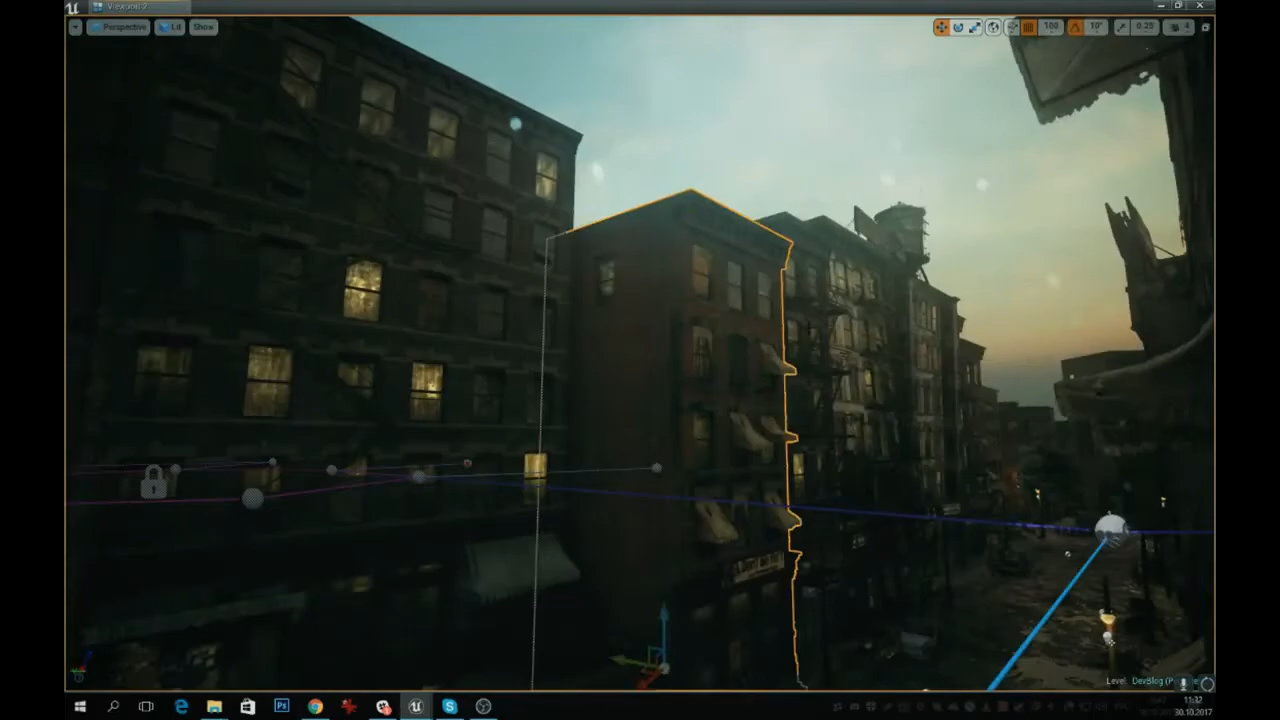 Viewport 2
Perspective
Lit
Show
100
10°
0.25
4
Level: DevBlog (P
11:32
30.10.2017